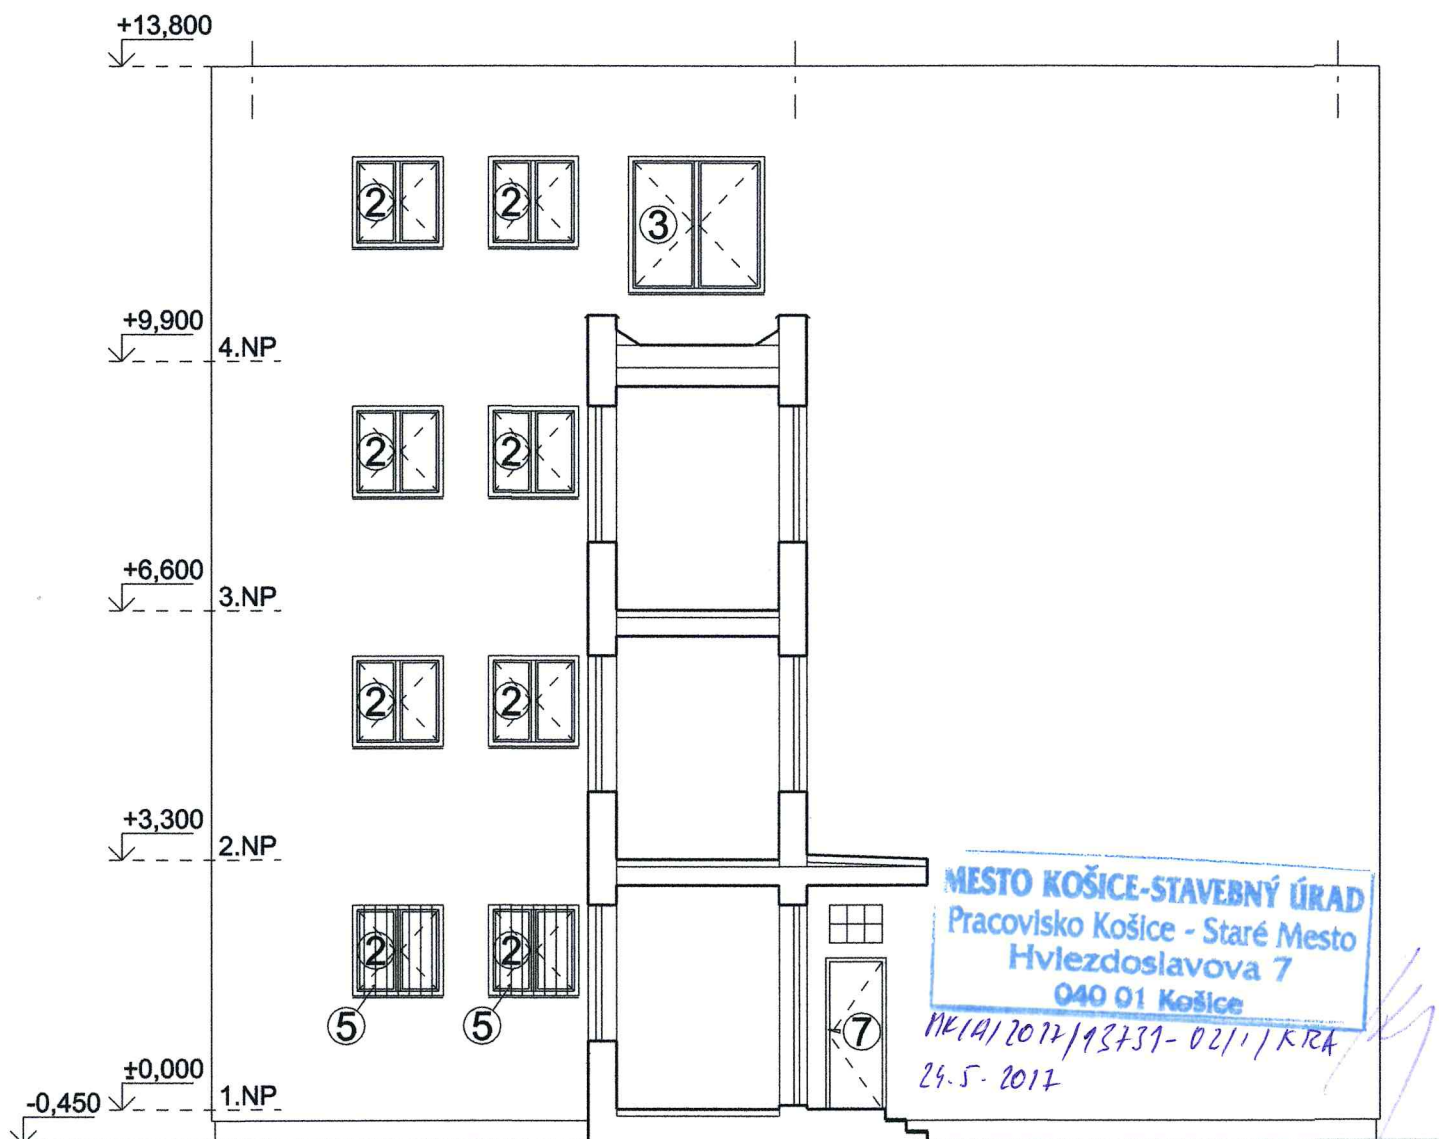 +13,800
2 2 3
+9,900
4.NP
2 2
+6,600
3.NP
2 2
+3,300
2.NP
MESTO KOŠICE-STAVEBNÝ ÚRAD
Pracovisko Košice - Staré Mesto
Hviezdoslavova 7
040 01 Košice
2 2
5 5
7
24.5.2017
±0,000
1.NP
-0,450